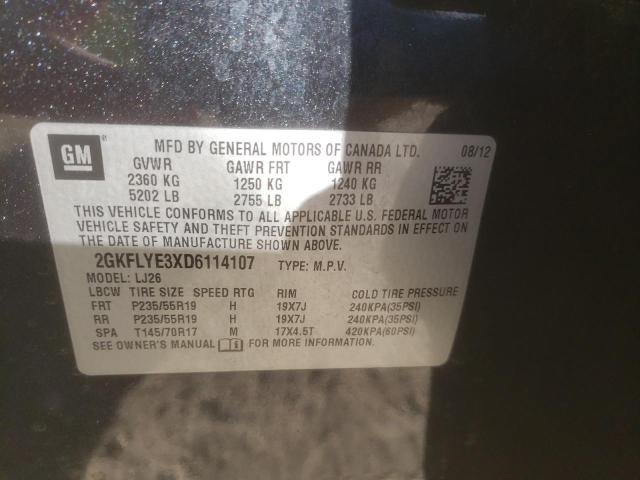 GM MFD BY GENERAL MOTORS OF CANADA LTD. 08/12
GVWR GAWR FRT GAWR RR
2360 KG 1250 KG 1240 KG
5202 LB 2755 LB 2733 LB
THIS VEHICLE CONFORMS TO ALL APPLICABLE U.S. FEDERAL MOTOR
VEHICLE SAFETY AND THEFT PREVENTION STANDARDS IN EFFECT ON
THE DATE OF MANUFACTURE SHOWN ABOVE.
2GKFLYE3XD6114107 TYPE: M.P.V.
MODEL: LJ26
LBCW TIRE SIZE SPEED RTG RIM COLD TIRE PRESSURE
FRT P235/55R19 H 19X7J 240KPA(35PSI)
RR P235/55R19 H 19X7J 240KPA(35PSI)
SPA T145/70R17 M 17X4.5T 420KPA(60PSI)
SEE OWNER'S MANUAL FOR MORE INFORMATION.